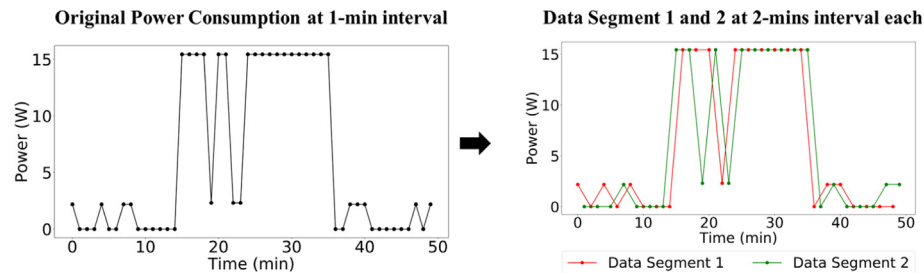 Original Power Consumption at 1-min interval
Data Segment 1 and 2 at 2-mins interval each
Power (W)
15
10
5
0
0 10 20 30 40 50
Time (min)
Power (W)
15
10
5
0
0 10 20 30 40 50
Time (min)
Data Segment 1 Data Segment 2